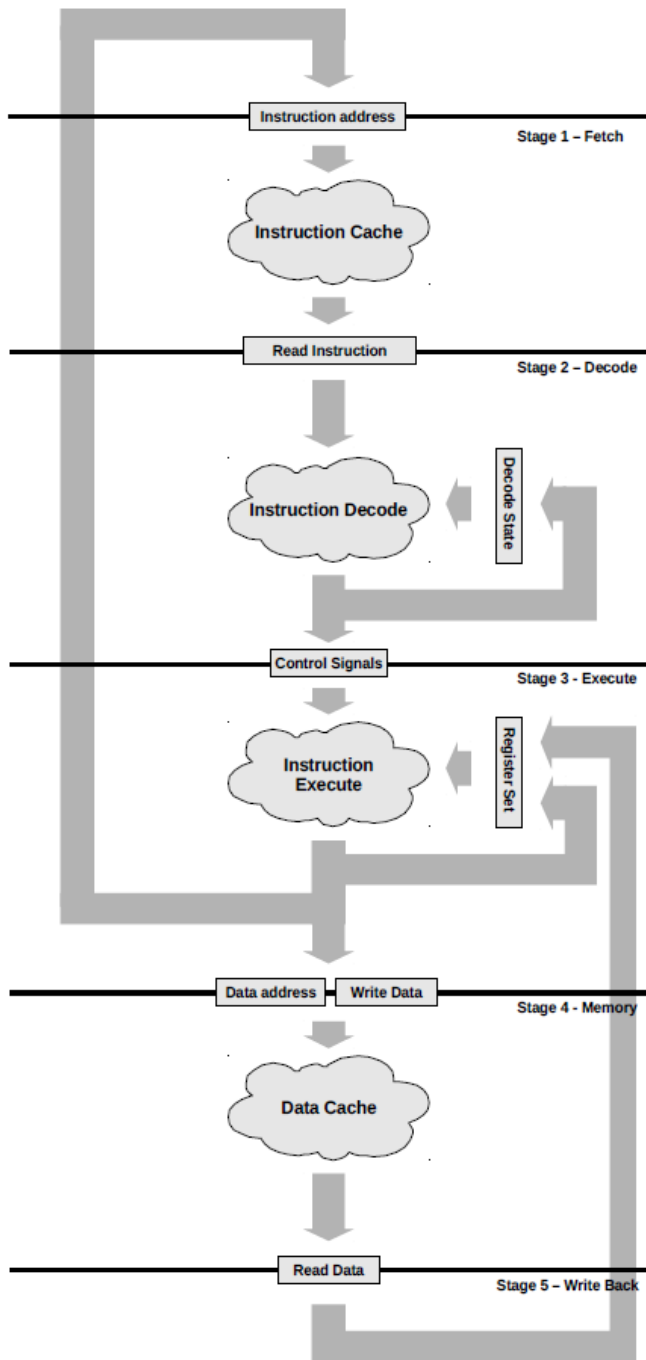 Instruction address
Stage 1 – Fetch
Instruction Cache
Read Instruction
Stage 2 – Decode
Instruction Decode
Decode State
Control Signals
Stage 3 - Execute
Instruction
Execute
Register Set
Data address
Write Data
Stage 4 - Memory
Data Cache
Read Data
Stage 5 – Write Back